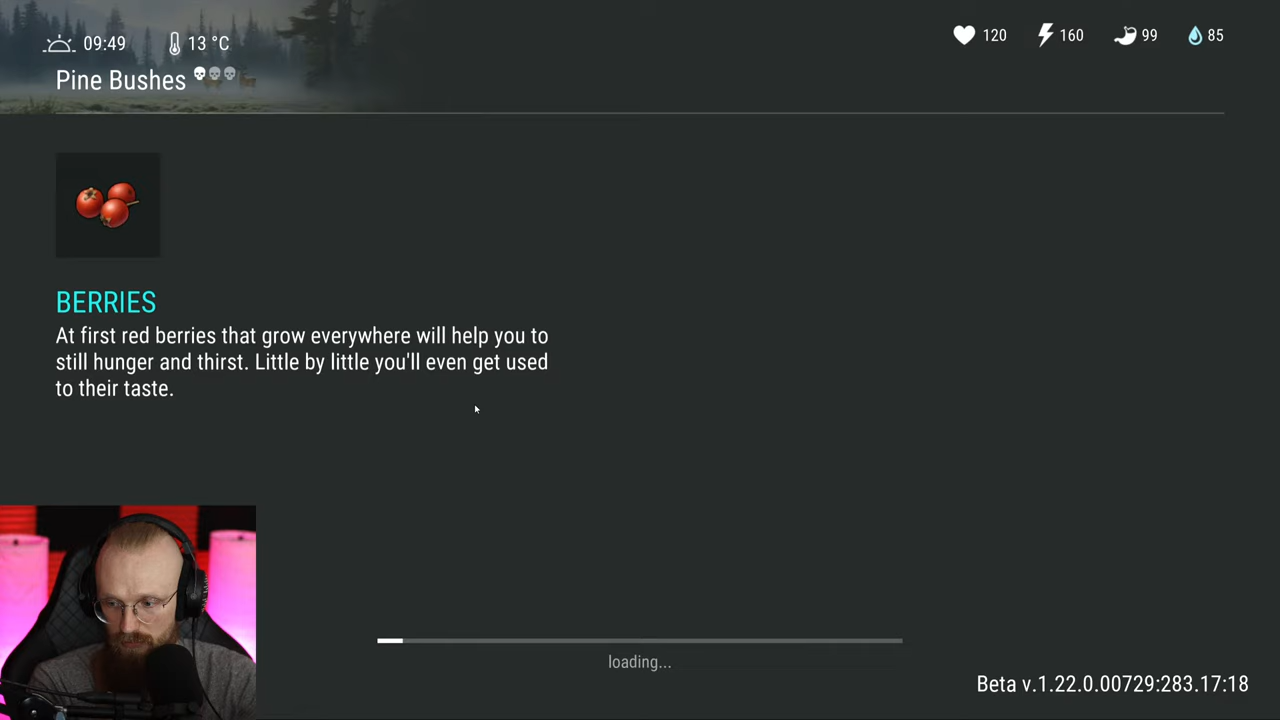 09:49
13 °C
120
160
99
85
Pine Bushes
BERRIES
At first red berries that grow everywhere will help you to
still hunger and thirst. Little by little you'll even get used
to their taste.
loading...
Beta v.1.22.0.00729:283.17:18